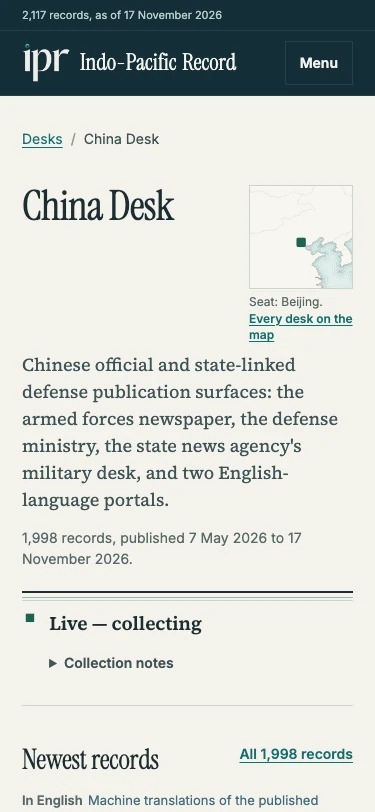 2,117 records, as of 17 November 2026
ipr Indo-Pacific Record
Menu
Desks / China Desk
China Desk
Seat: Beijing.
Every desk on the
map
Chinese official and state-linked
defense publication surfaces: the
armed forces newspaper, the defense
ministry, the state news agency's
military desk, and two English-
language portals.
1,998 records, published 7 May 2026 to 17
November 2026.
Live — collecting
Collection notes
Newest records
All 1,998 records
In English Machine translations of the published